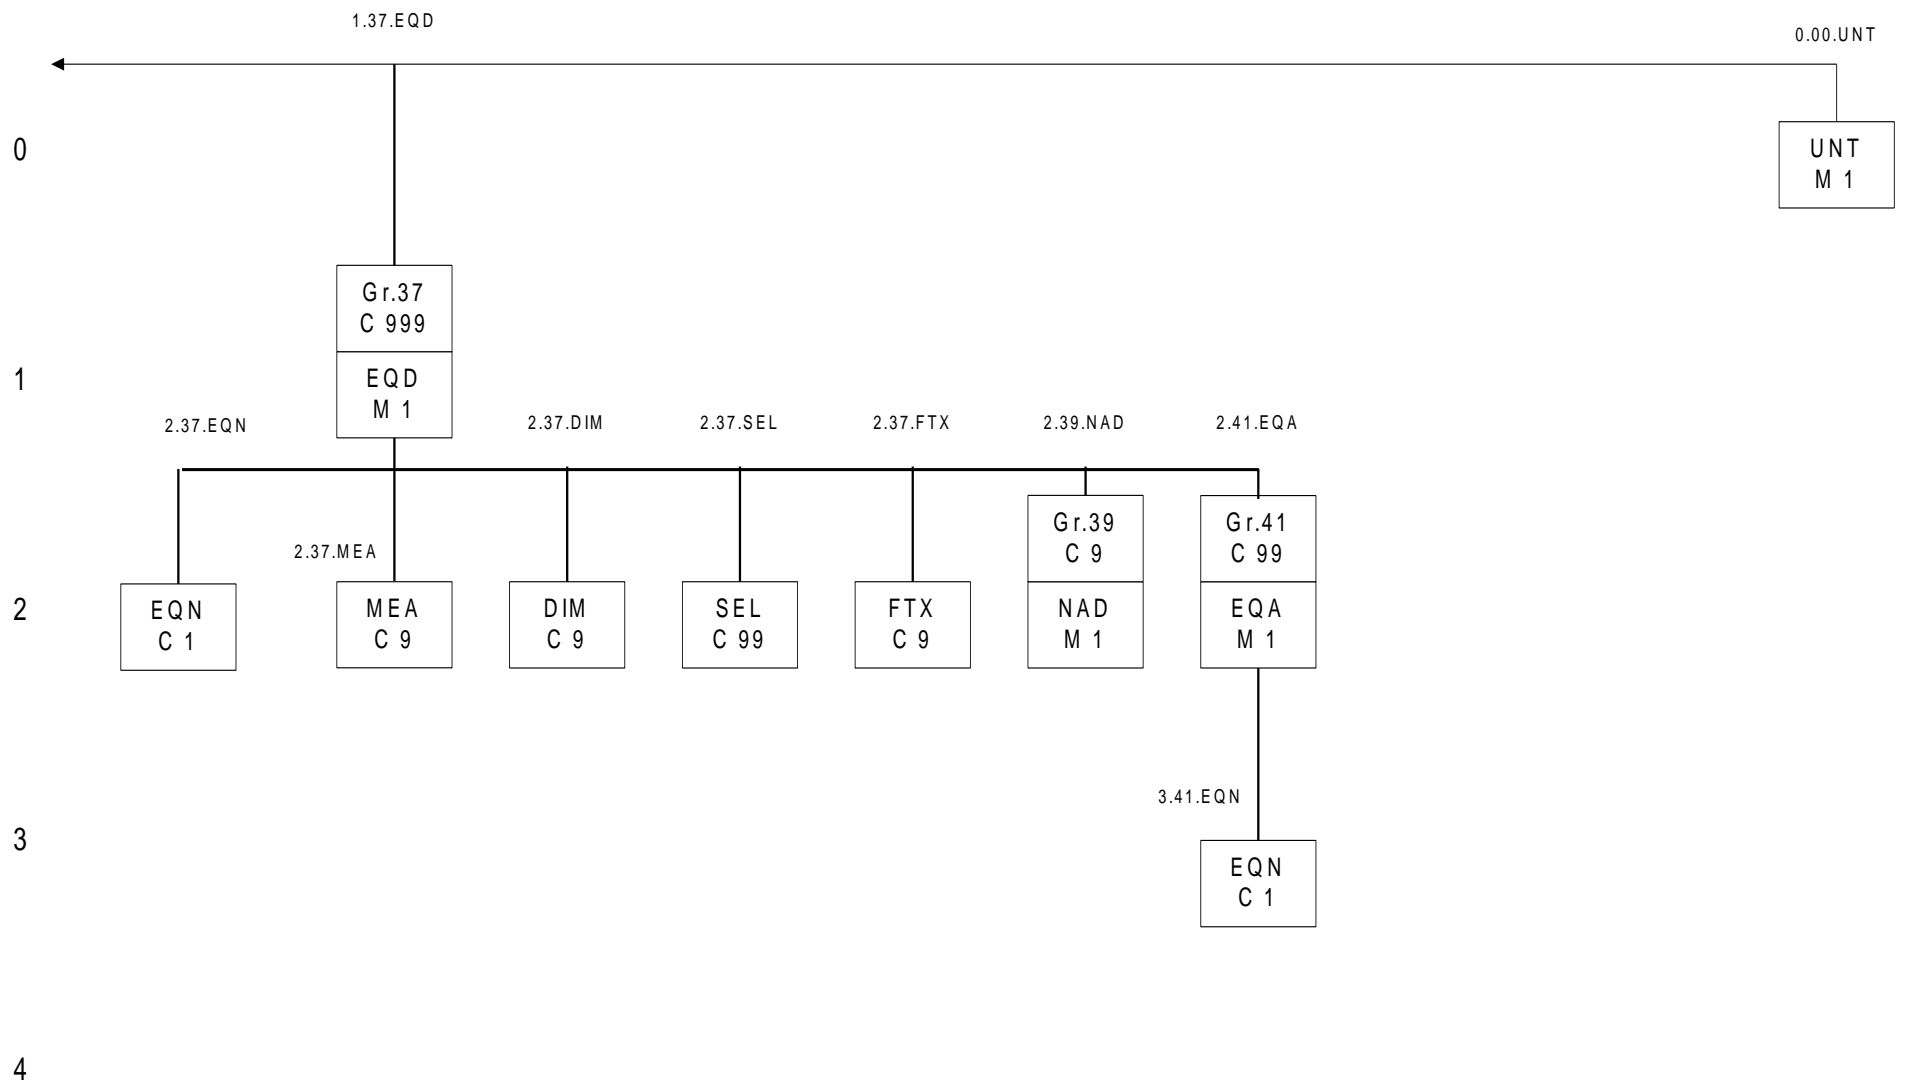 1.37.EQD
0.00.UNT
0
UNT
M 1
Gr.37
C 999
1
EQD
M 1
2.37.EQN
2.37.DIM
2.37.SEL
2.37.FTX
2.39.NAD
2.41.EQA
Gr.39
C 9
Gr.41
C 99
2.37.MEA
2
EQN
C 1
MEA
C 9
DIM
C 9
SEL
C 99
FTX
C 9
NAD
M 1
EQA
M 1
3.41.EQN
3
EQN
C 1
4